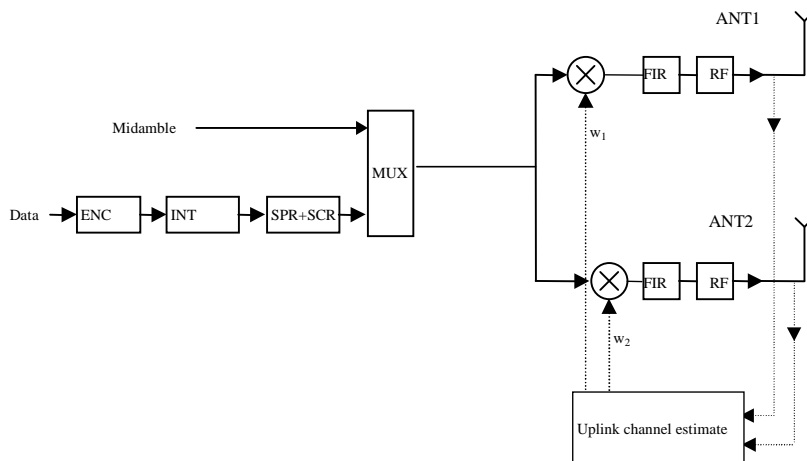 ANT1
FIR
RF
Midamble
w1
MUX
Data
ENC
INT
SPR+SCR
ANT2
FIR
RF
w2
Uplink channel estimate